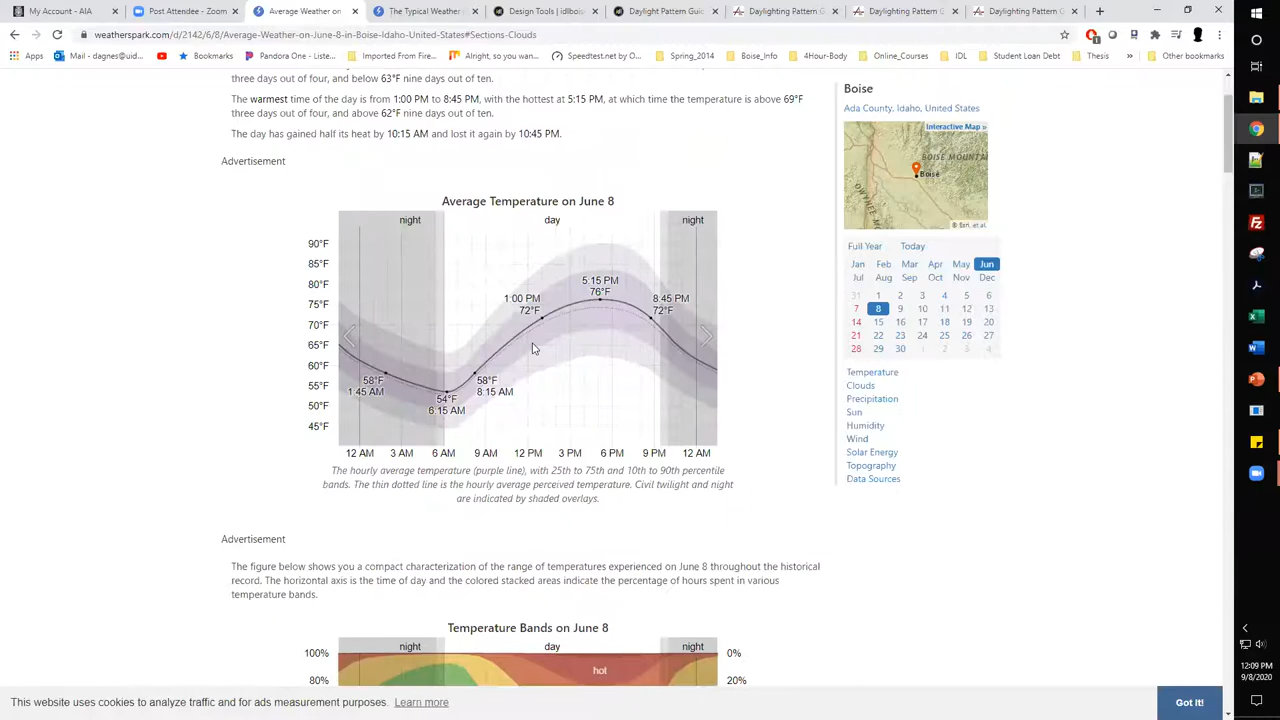 My Account - AIA
Post Attendee - Zoom
Average Weather on
The Typical Weather
Design Tools | idlboise
Daylight Pattern Guid
Daylighting Pattern G
Daylighting Pattern G
Daylighting Pattern G
weatherspark.com/d/2142/6/8/Average-Weather-on-June-8-in-Boise-Idaho-United-States#Sections-Clouds
Apps
Mail - dagnes@uid...
Bookmarks
Pandora One - Liste...
Imported From Fire...
Alright, so you wan...
Speedtest.net by O...
Spring_2014
Boise_Info
4-Hour-Body
Online_Courses
IDL
Student Loan Debt
Thesis
»
Other bookmarks
three days out of four, and below 63°F nine days out of ten.
The warmest time of the day is from 1:00 PM to 8:45 PM, with the hottest at 5:15 PM, at which time the temperature is above 69°F
three days out of four, and above 62°F nine days out of ten.
The day has gained half its heat by 10:15 AM and lost it again by 10:45 PM.
Advertisement
Average Temperature on June 8
night
day
night
90°F
85°F
80°F
75°F
70°F
65°F
60°F
55°F
50°F
45°F
5:15 PM
76°F
1:00 PM
72°F
8:45 PM
72°F
58°F
1:45 AM
54°F
6:15 AM
58°F
8:15 AM
12 AM
3 AM
6 AM
9 AM
12 PM
3 PM
6 PM
9 PM
12 AM
The hourly average temperature (purple line), with 25th to 75th and 10th to 90th percentile
bands. The thin dotted line is the hourly average perceived temperature. Civil twilight and night
are indicated by shaded overlays.
Advertisement
The figure below shows you a compact characterization of the range of temperatures experienced on June 8 throughout the historical
record. The horizontal axis is the time of day and the colored stacked areas indicate the percentage of hours spent in various
temperature bands.
Temperature Bands on June 8
night
day
night
100%
0%
hot
80%
20%
Boise
Ada County, Idaho, United States
Interactive Map »
BOISE MOUNTAI
Boise
OWYHEE MO
© Esri, et al.
Full Year
Today
Jan Feb Mar Apr May Jun
Jul Aug Sep Oct Nov Dec
31 1 2 3 4 5 6
7 8 9 10 11 12 13
14 15 16 17 18 19 20
21 22 23 24 25 26 27
28 29 30 1 2 3 4
Temperature
Clouds
Precipitation
Sun
Humidity
Wind
Solar Energy
Topography
Data Sources
This website uses cookies to analyze traffic and for ads measurement purposes. Learn more
Got It!
12:09 PM
9/8/2020